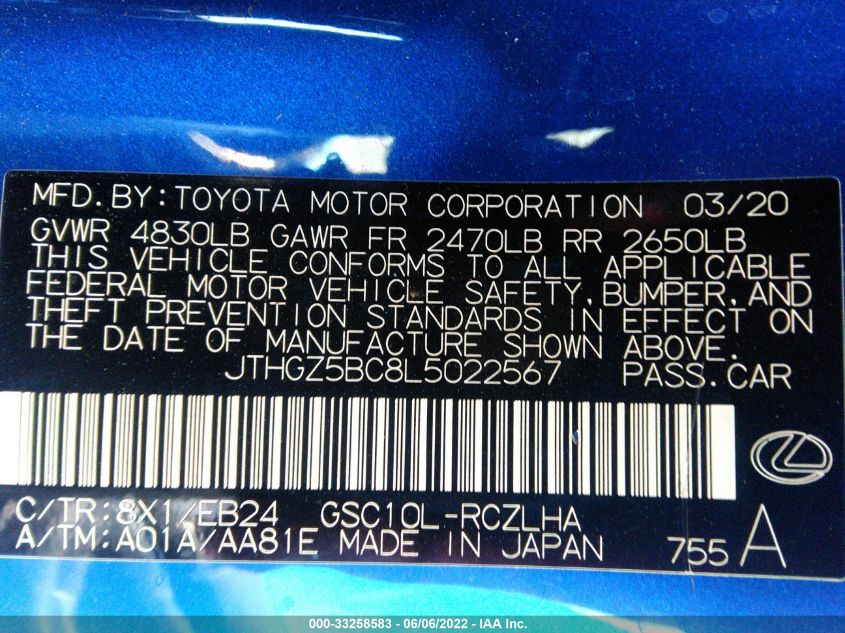 MFD. BY: TOYOTA MOTOR CORPORATION 03/20
GVWR 4830LB GAWR FR 2470LB RR 2650LB
THIS VEHICLE CONFORMS TO ALL APPLICABLE
FEDERAL MOTOR VEHICLE SAFETY, BUMPER, AND
THEFT PREVENTION STANDARDS IN EFFECT ON
THE DATE OF MANUFACTURE SHOWN ABOVE.
JTHGZ5BC8L5022567 PASS. CAR
C/TR: 8X1/EB24 GSC10L-RCZLHA
A/TM: A01A/AA81E MADE IN JAPAN 755 A
000-33258583 - 06/06/2022 - IAA Inc.